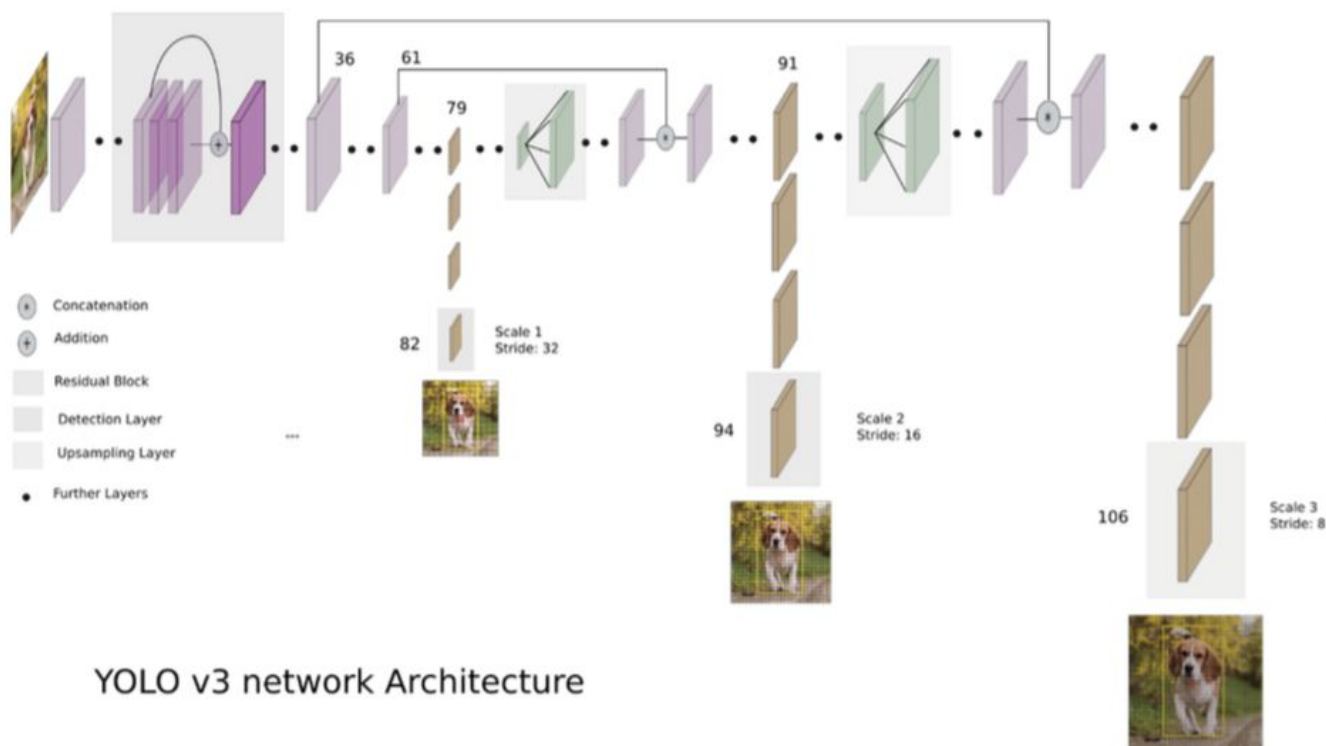 36
61
91
79
Concatenation
Addition
Residual Block
Detection Layer
Upsampling Layer
Further Layers
...
82
Scale 1
Stride: 32
94
Scale 2
Stride: 16
106
Scale 3
Stride: 8
YOLO v3 network Architecture